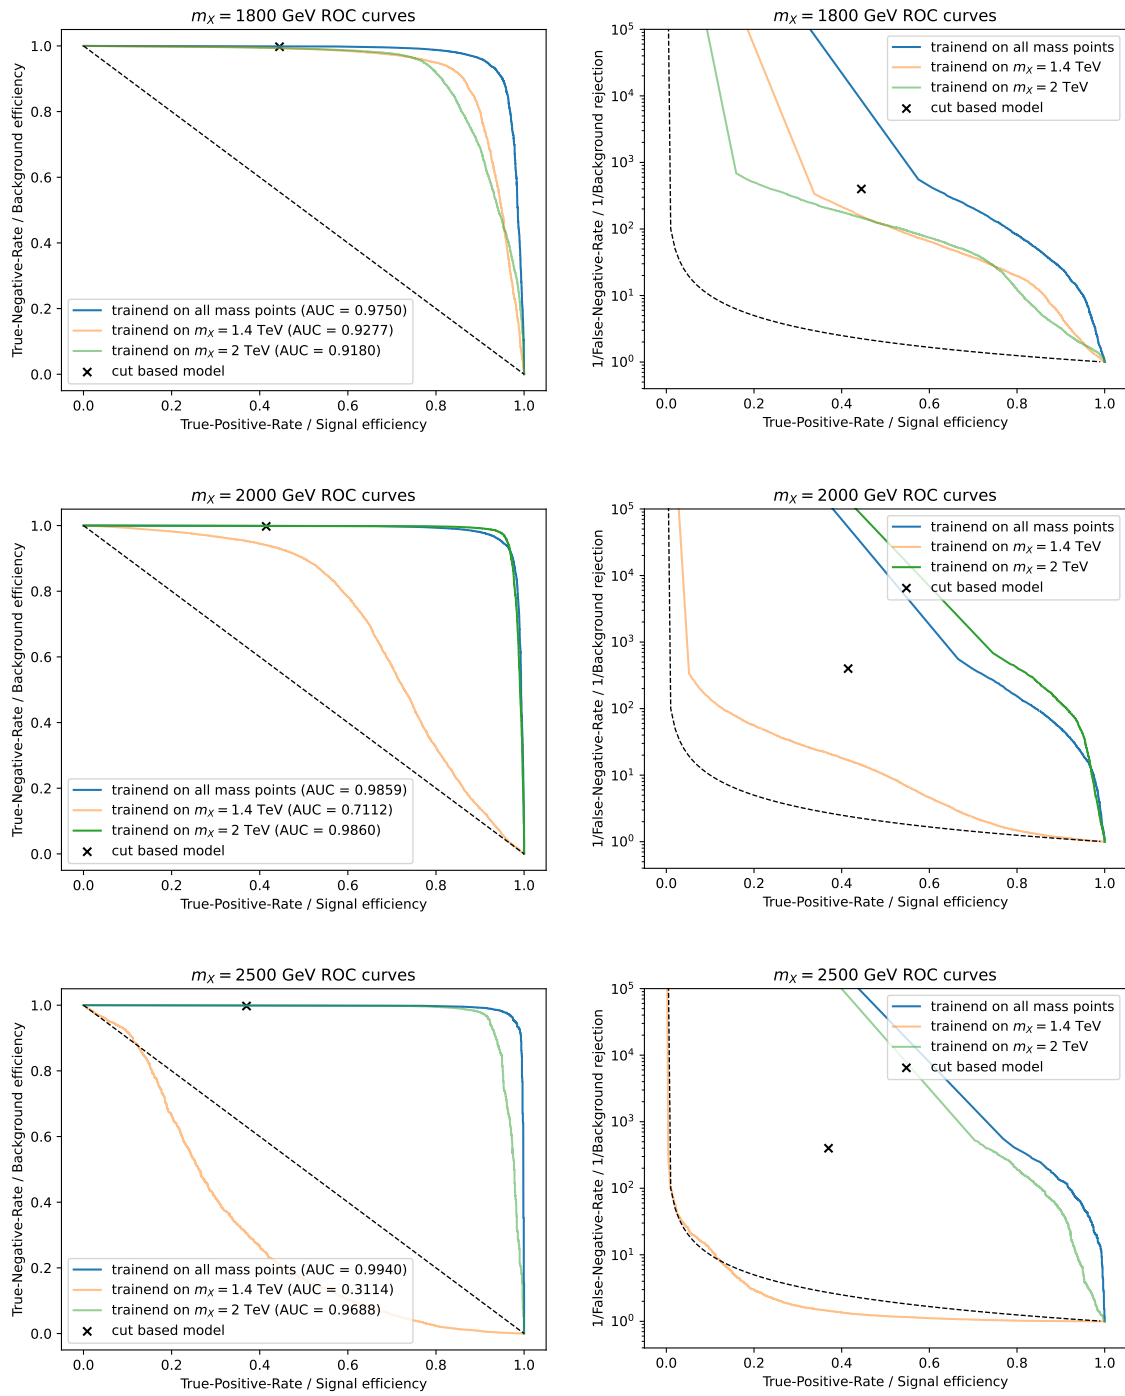 m_X = 1800 GeV ROC curves
True-Negative-Rate / Background efficiency
1.0
0.8
0.6
0.4
0.2
0.0
trainend on all mass points (AUC = 0.9750)
trainend on m_X = 1.4 TeV (AUC = 0.9277)
trainend on m_X = 2 TeV (AUC = 0.9180)
cut based model
0.0 0.2 0.4 0.6 0.8 1.0
True-Positive-Rate / Signal efficiency
m_X = 1800 GeV ROC curves
1/False-Negative-Rate / 1/Background rejection
10^5
10^4
10^3
10^2
10^1
10^0
trainend on all mass points
trainend on m_X = 1.4 TeV
trainend on m_X = 2 TeV
cut based model
0.0 0.2 0.4 0.6 0.8 1.0
True-Positive-Rate / Signal efficiency
m_X = 2000 GeV ROC curves
True-Negative-Rate / Background efficiency
1.0
0.8
0.6
0.4
0.2
0.0
trainend on all mass points (AUC = 0.9859)
trainend on m_X = 1.4 TeV (AUC = 0.7112)
trainend on m_X = 2 TeV (AUC = 0.9860)
cut based model
0.0 0.2 0.4 0.6 0.8 1.0
True-Positive-Rate / Signal efficiency
m_X = 2000 GeV ROC curves
1/False-Negative-Rate / 1/Background rejection
10^5
10^4
10^3
10^2
10^1
10^0
trainend on all mass points
trainend on m_X = 1.4 TeV
trainend on m_X = 2 TeV
cut based model
0.0 0.2 0.4 0.6 0.8 1.0
True-Positive-Rate / Signal efficiency
m_X = 2500 GeV ROC curves
True-Negative-Rate / Background efficiency
1.0
0.8
0.6
0.4
0.2
0.0
trainend on all mass points (AUC = 0.9940)
trainend on m_X = 1.4 TeV (AUC = 0.3114)
trainend on m_X = 2 TeV (AUC = 0.9688)
cut based model
0.0 0.2 0.4 0.6 0.8 1.0
True-Positive-Rate / Signal efficiency
m_X = 2500 GeV ROC curves
1/False-Negative-Rate / 1/Background rejection
10^5
10^4
10^3
10^2
10^1
10^0
trainend on all mass points
trainend on m_X = 1.4 TeV
trainend on m_X = 2 TeV
cut based model
0.0 0.2 0.4 0.6 0.8 1.0
True-Positive-Rate / Signal efficiency